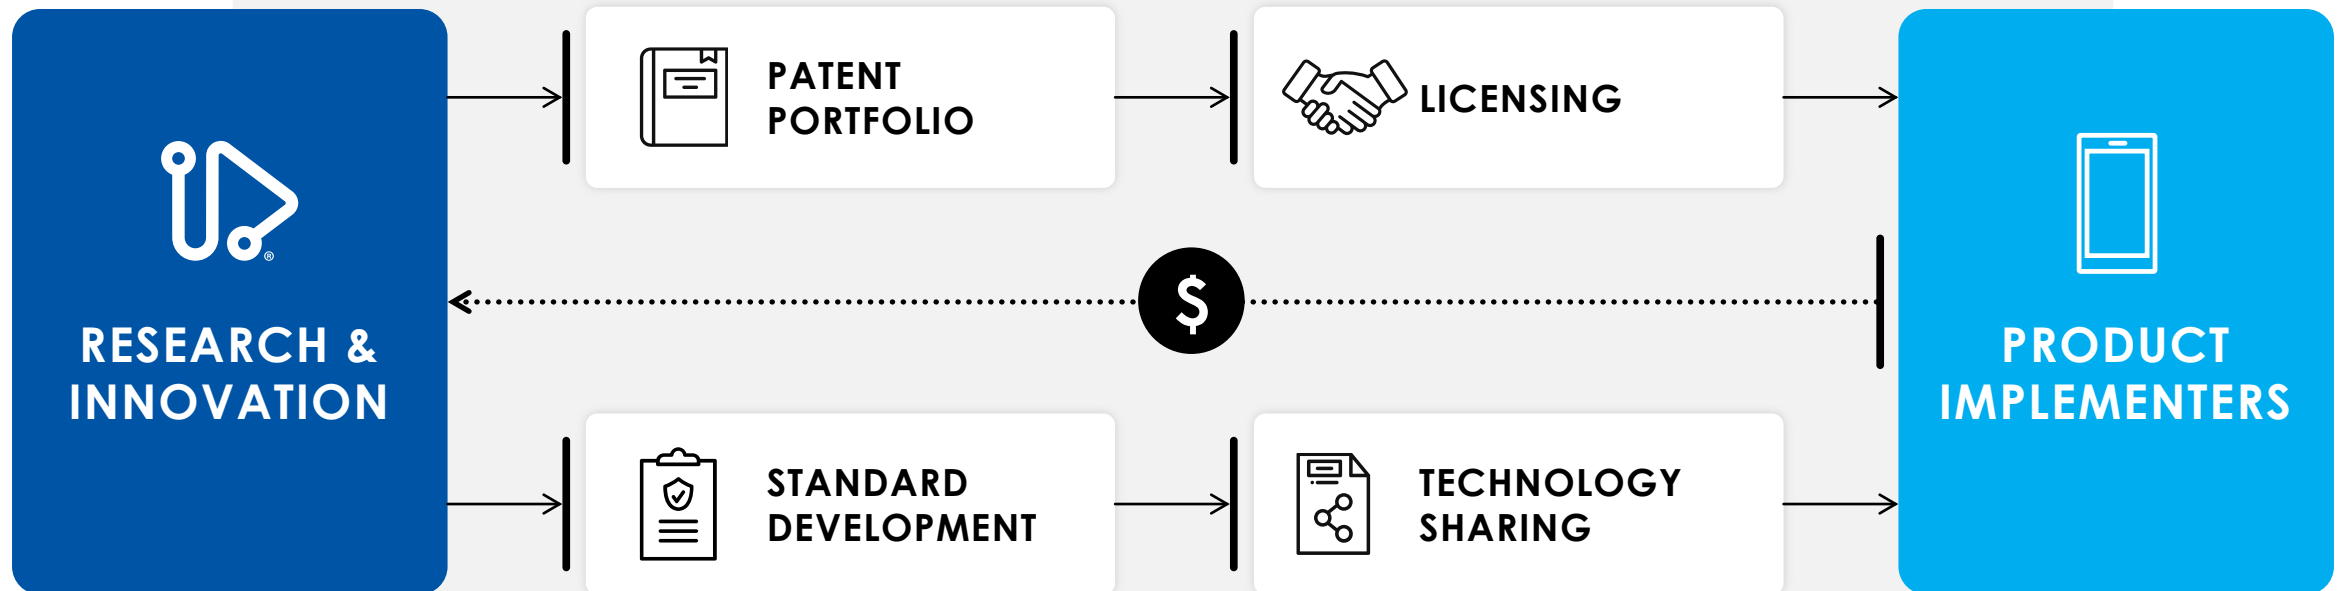 RESEARCH &
INNOVATION
PATENT
PORTFOLIO
LICENSING
$
STANDARD
DEVELOPMENT
TECHNOLOGY
SHARING
PRODUCT
IMPLEMENTERS
®